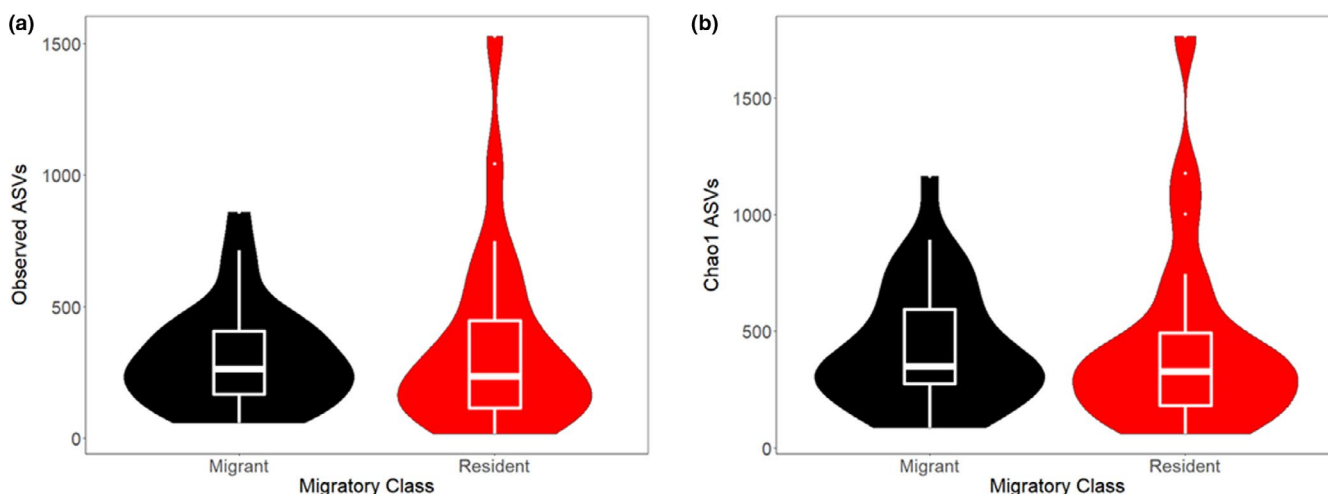 (a)
Observed ASVs
1500
1000
500
0
Migrant
Resident
Migratory Class
(b)
Chao1 ASVs
1500
1000
500
0
Migrant
Resident
Migratory Class